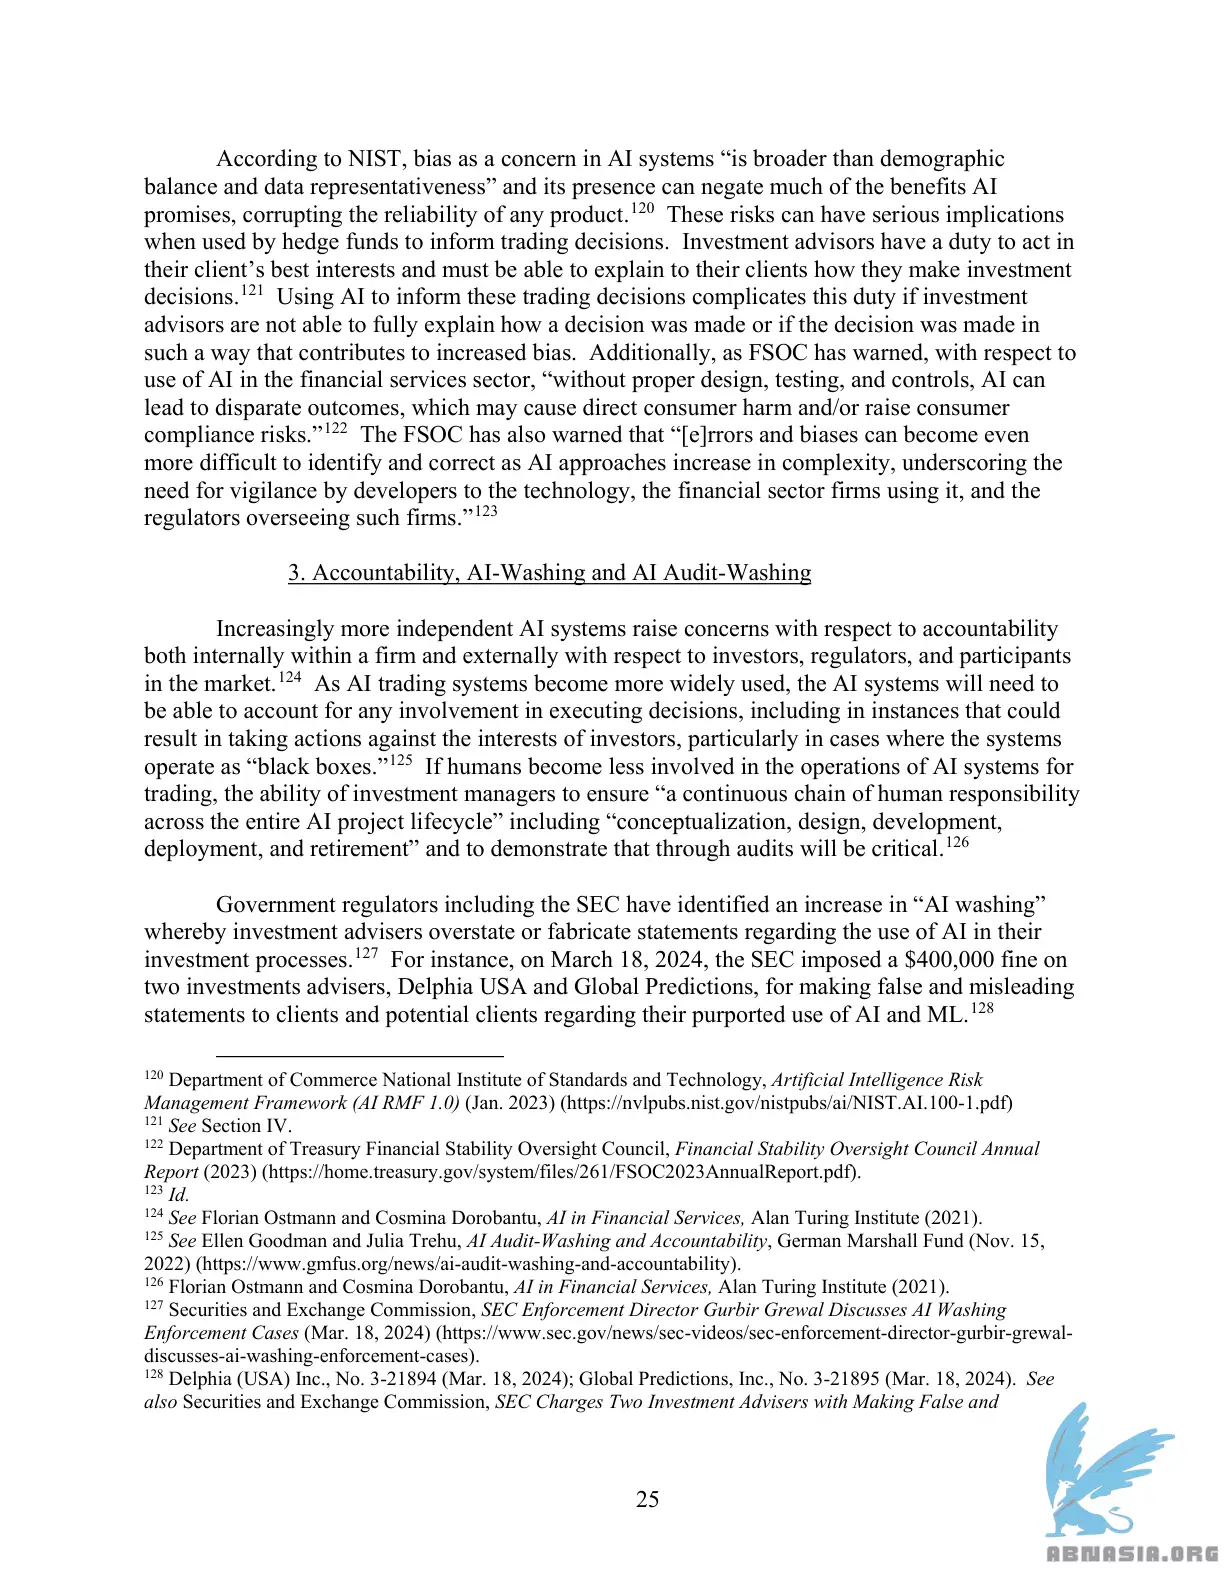 According to NIST, bias as a concern in AI systems “is broader than demographic
balance and data representativeness” and its presence can negate much of the benefits AI
promises, corrupting the reliability of any product.120  These risks can have serious implications
when used by hedge funds to inform trading decisions.  Investment advisors have a duty to act in
their client’s best interests and must be able to explain to their clients how they make investment
decisions.121  Using AI to inform these trading decisions complicates this duty if investment
advisors are not able to fully explain how a decision was made or if the decision was made in
such a way that contributes to increased bias.  Additionally, as FSOC has warned, with respect to
use of AI in the financial services sector, “without proper design, testing, and controls, AI can
lead to disparate outcomes, which may cause direct consumer harm and/or raise consumer
compliance risks.”122  The FSOC has also warned that “[e]rrors and biases can become even
more difficult to identify and correct as AI approaches increase in complexity, underscoring the
need for vigilance by developers to the technology, the financial sector firms using it, and the
regulators overseeing such firms.”123
3. Accountability, AI-Washing and AI Audit-Washing
Increasingly more independent AI systems raise concerns with respect to accountability
both internally within a firm and externally with respect to investors, regulators, and participants
in the market.124  As AI trading systems become more widely used, the AI systems will need to
be able to account for any involvement in executing decisions, including in instances that could
result in taking actions against the interests of investors, particularly in cases where the systems
operate as “black boxes.”125  If humans become less involved in the operations of AI systems for
trading, the ability of investment managers to ensure “a continuous chain of human responsibility
across the entire AI project lifecycle” including “conceptualization, design, development,
deployment, and retirement” and to demonstrate that through audits will be critical.126
Government regulators including the SEC have identified an increase in “AI washing”
whereby investment advisers overstate or fabricate statements regarding the use of AI in their
investment processes.127  For instance, on March 18, 2024, the SEC imposed a $400,000 fine on
two investments advisers, Delphia USA and Global Predictions, for making false and misleading
statements to clients and potential clients regarding their purported use of AI and ML.128
120 Department of Commerce National Institute of Standards and Technology, Artificial Intelligence Risk
Management Framework (AI RMF 1.0) (Jan. 2023) (https://nvlpubs.nist.gov/nistpubs/ai/NIST.AI.100-1.pdf)
121 See Section IV.
122 Department of Treasury Financial Stability Oversight Council, Financial Stability Oversight Council Annual
Report (2023) (https://home.treasury.gov/system/files/261/FSOC2023AnnualReport.pdf).
123 Id.
124 See Florian Ostmann and Cosmina Dorobantu, AI in Financial Services, Alan Turing Institute (2021).
125 See Ellen Goodman and Julia Trehu, AI Audit-Washing and Accountability, German Marshall Fund (Nov. 15,
2022) (https://www.gmfus.org/news/ai-audit-washing-and-accountability).
126 Florian Ostmann and Cosmina Dorobantu, AI in Financial Services, Alan Turing Institute (2021).
127 Securities and Exchange Commission, SEC Enforcement Director Gurbir Grewal Discusses AI Washing
Enforcement Cases (Mar. 18, 2024) (https://www.sec.gov/news/sec-videos/sec-enforcement-director-gurbir-grewal-
discusses-ai-washing-enforcement-cases).
128 Delphia (USA) Inc., No. 3-21894 (Mar. 18, 2024); Global Predictions, Inc., No. 3-21895 (Mar. 18, 2024).  See
also Securities and Exchange Commission, SEC Charges Two Investment Advisers with Making False and
25
ABNASIA.ORG